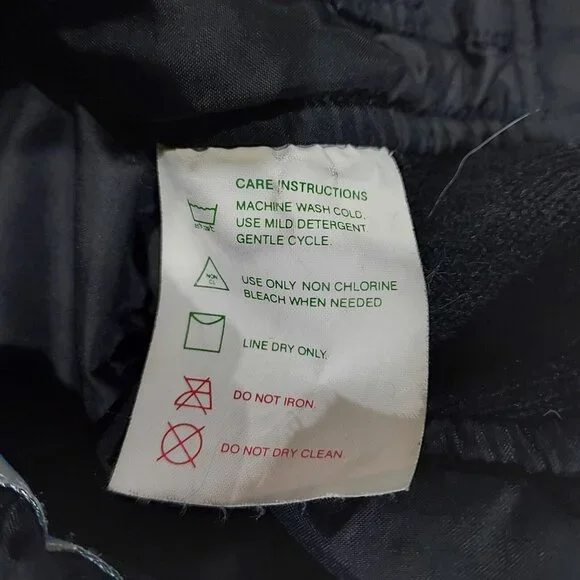 CARE INSTRUCTIONS
MACHINE WASH COLD.
USE MILD DETERGENT
GENTLE CYCLE.
NON
CL
USE ONLY NON CHLORINE
BLEACH WHEN NEEDED
LINE DRY ONLY.
DO NOT IRON.
DO NOT DRY CLEAN.